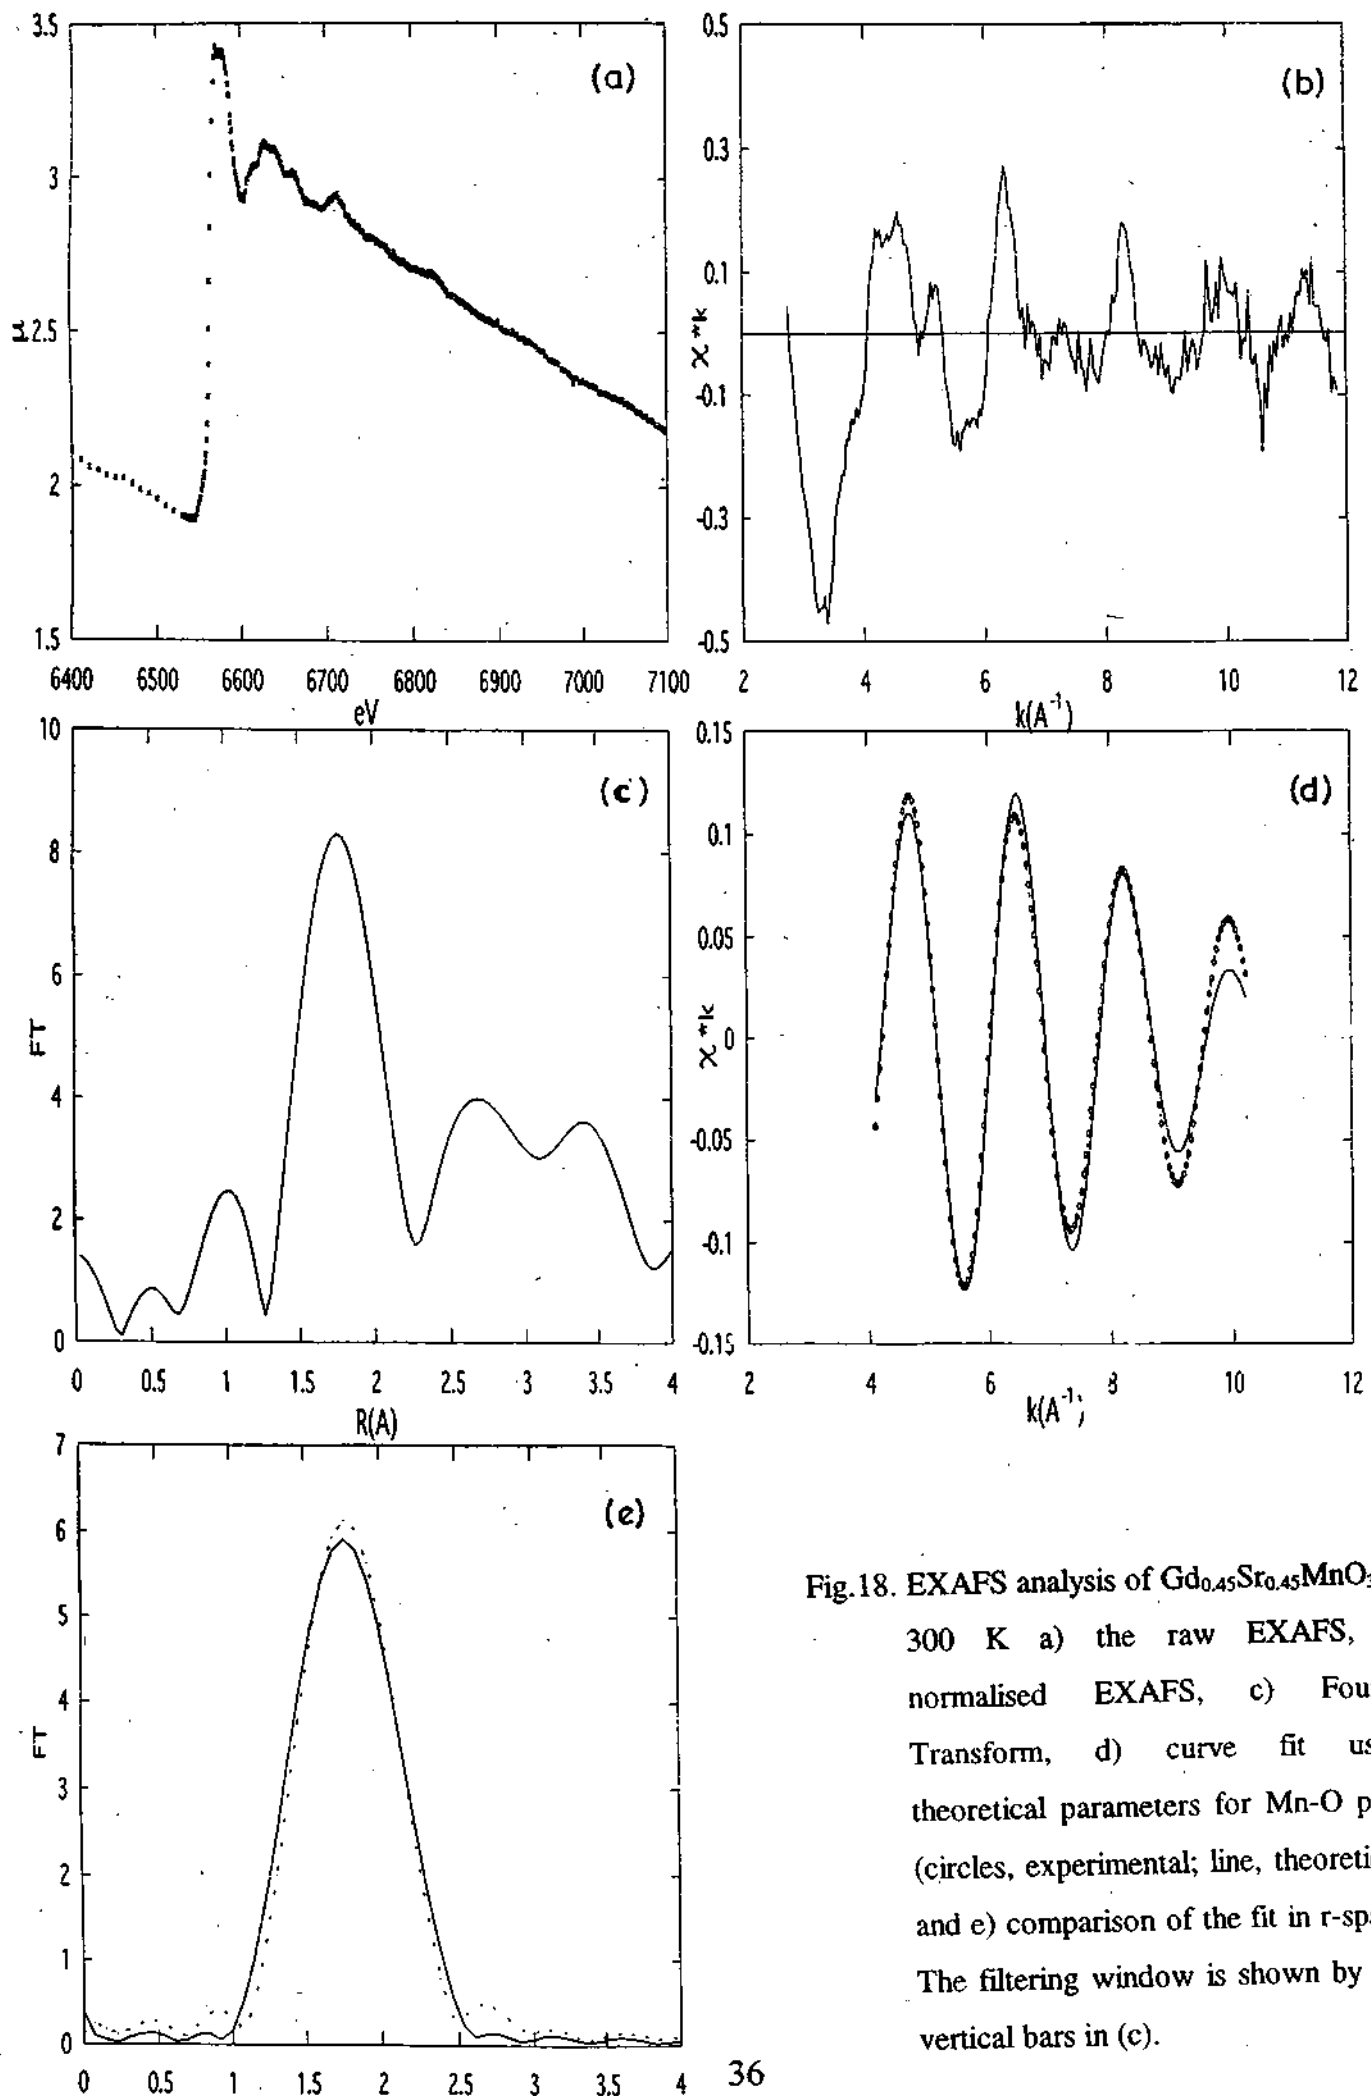 (a)
3.5
3
2.5
2
1.5
μ
6400 6500 6600 6700 6800 6900 7000 7100
eV
(b)
0.5
0.3
0.1
-0.1
-0.3
-0.5
χ*k
2 4 6 8 10 12
k(A⁻¹)
(c)
10
8
6
4
2
0
FT
0 0.5 1 1.5 2 2.5 3 3.5 4
R(A)
(d)
0.15
0.1
0.05
0
-0.05
-0.1
-0.15
χ*k
2 4 6 8 10 12
k(A⁻¹)
(e)
7
6
5
4
3
2
1
0
FT
0 0.5 1 1.5 2 2.5 3 3.5 4
Fig.18. EXAFS analysis of Gd₀.₄₅Sr₀.₄₅MnO₃
300 K a) the raw EXAFS,
normalised EXAFS, c)
Transform, d) curve fit
theoretical parameters for Mn-O
(circles, experimental; line,
and e) comparison of the fit in
The filtering window is shown by
vertical bars in (c).
36